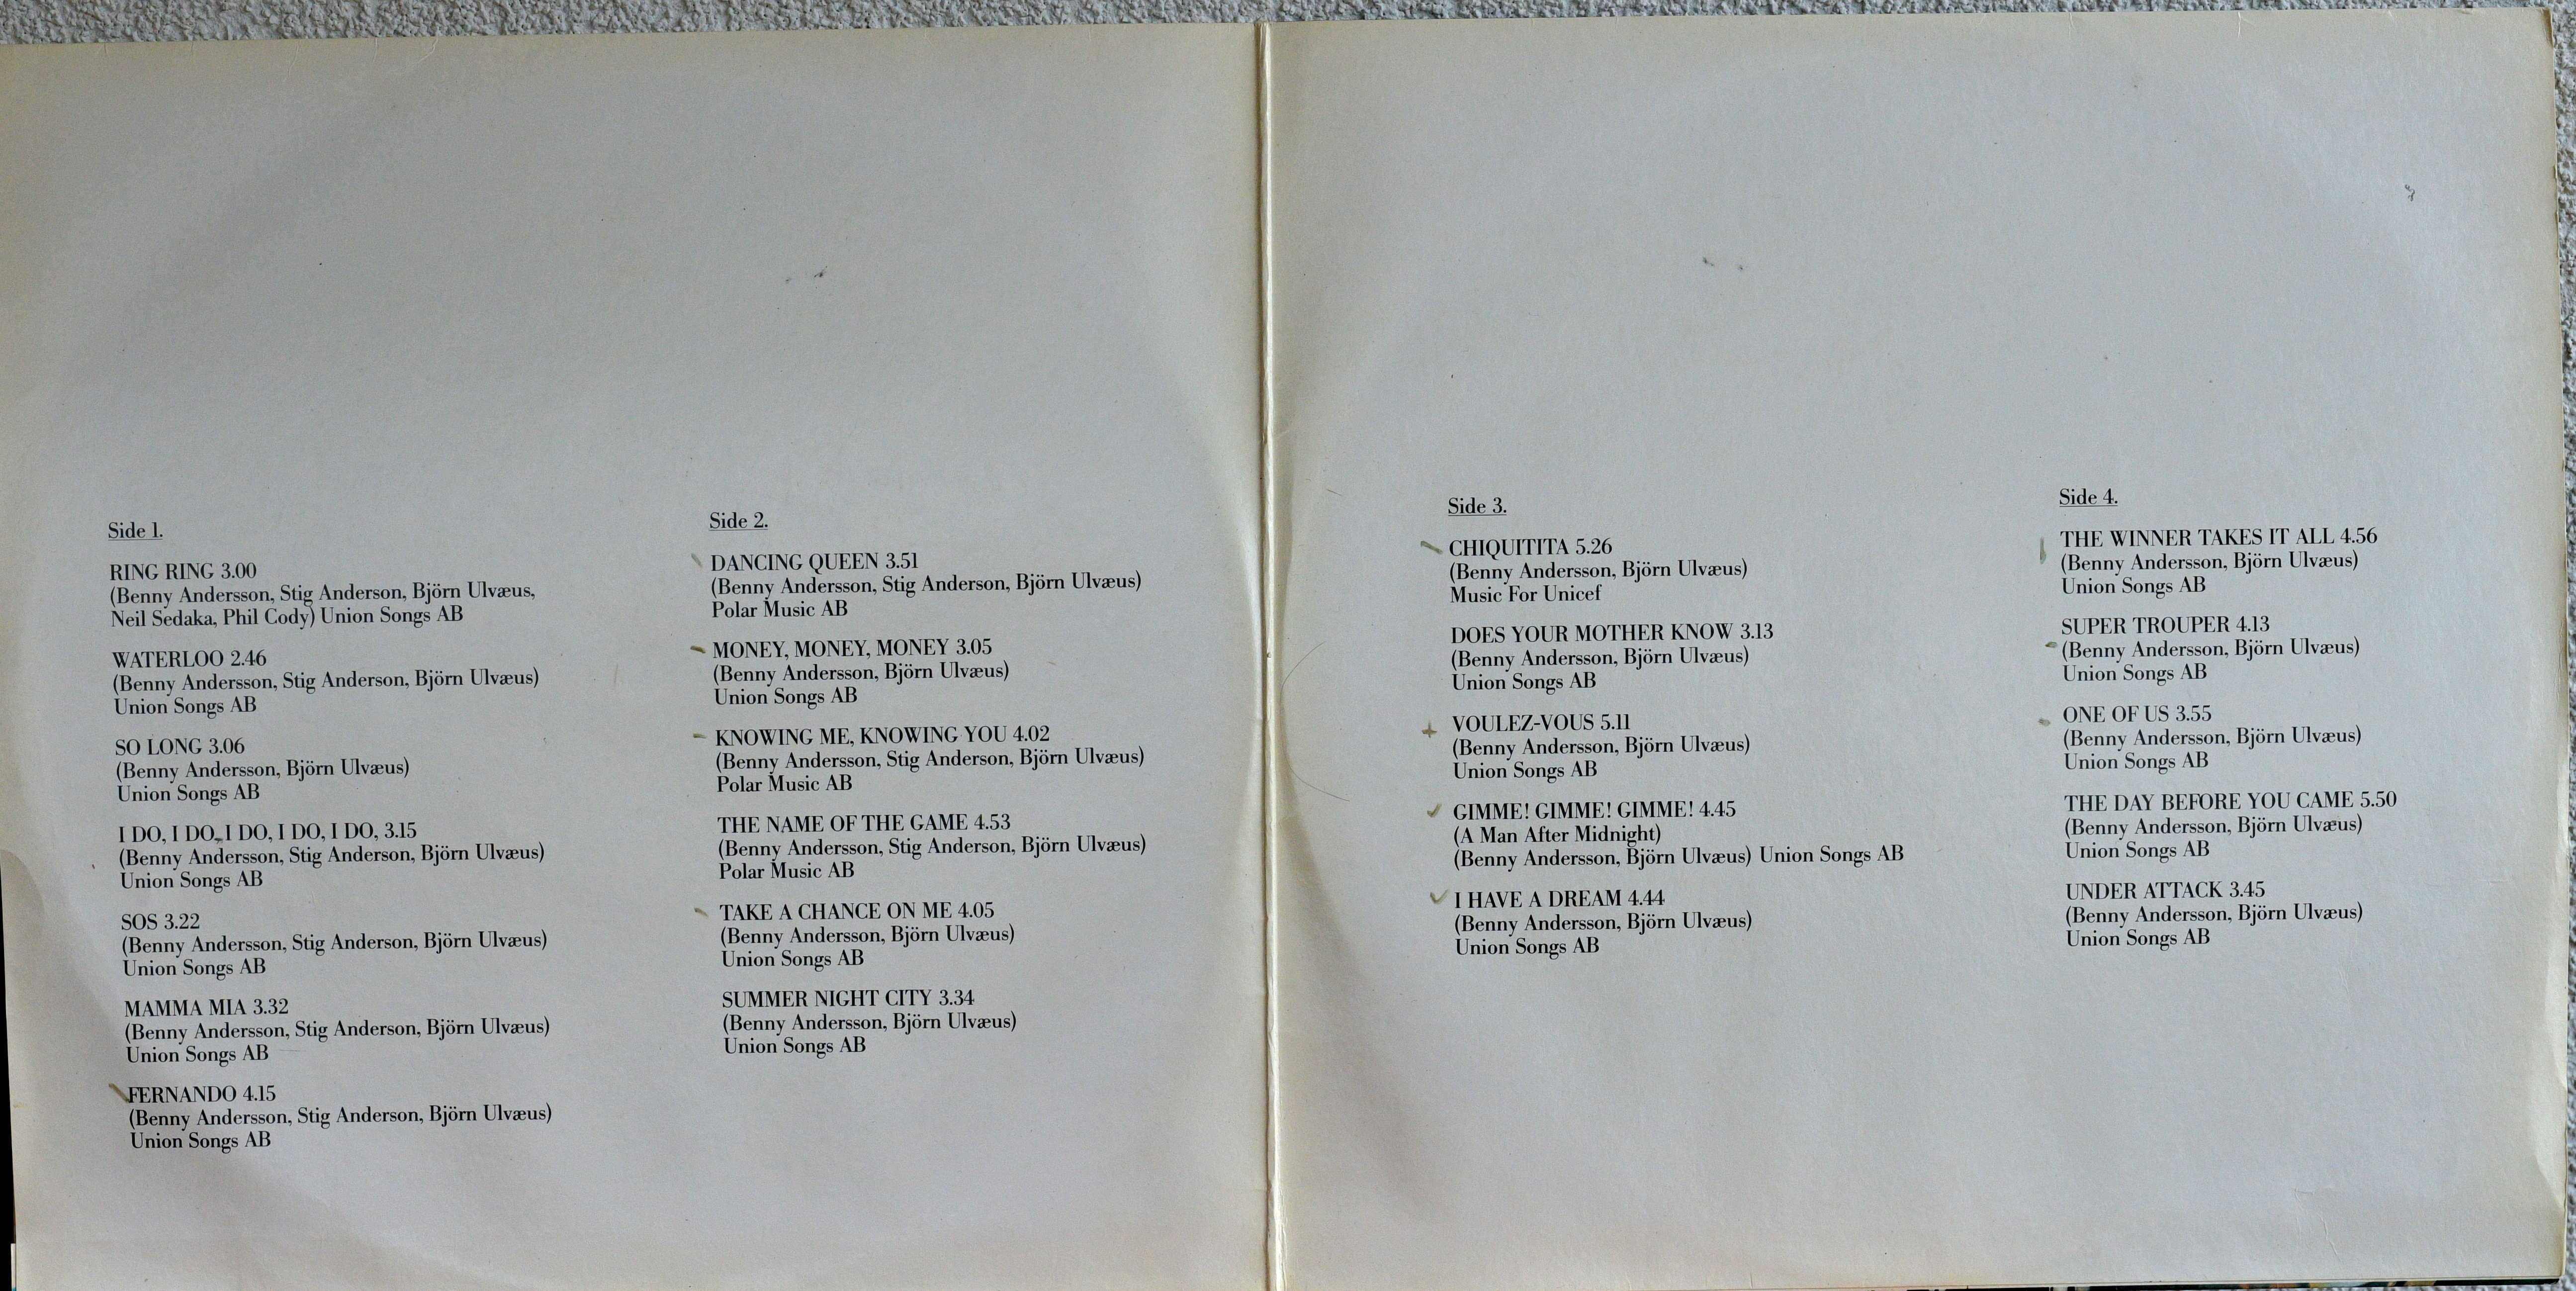 Side 1.
RING RING 3.00
(Benny Andersson, Stig Anderson, Björn Ulvæus,
Neil Sedaka, Phil Cody) Union Songs AB
WATERLOO 2.46
(Benny Andersson, Stig Anderson, Björn Ulvæus)
Union Songs AB
SO LONG 3.06
(Benny Andersson, Björn Ulvæus)
Union Songs AB
I DO, I DO, I DO, I DO, I DO, 3.15
(Benny Andersson, Stig Anderson, Björn Ulvæus)
Union Songs AB
SOS 3.22
(Benny Andersson, Stig Anderson, Björn Ulvæus)
Union Songs AB
MAMMA MIA 3.32
(Benny Andersson, Stig Anderson, Björn Ulvæus)
Union Songs AB
FERNANDO 4.15
(Benny Andersson, Stig Anderson, Björn Ulvæus)
Union Songs AB
Side 2.
DANCING QUEEN 3.51
(Benny Andersson, Stig Anderson, Björn Ulvæus)
Polar Music AB
MONEY, MONEY, MONEY 3.05
(Benny Andersson, Björn Ulvæus)
Union Songs AB
KNOWING ME, KNOWING YOU 4.02
(Benny Andersson, Stig Anderson, Björn Ulvæus)
Polar Music AB
THE NAME OF THE GAME 4.53
(Benny Andersson, Stig Anderson, Björn Ulvæus)
Polar Music AB
TAKE A CHANCE ON ME 4.05
(Benny Andersson, Björn Ulvæus)
Union Songs AB
SUMMER NIGHT CITY 3.34
(Benny Andersson, Björn Ulvæus)
Union Songs AB
Side 3.
CHIQUITITA 5.26
(Benny Andersson, Björn Ulvæus)
Music For Unicef
DOES YOUR MOTHER KNOW 3.13
(Benny Andersson, Björn Ulvæus)
Union Songs AB
VOULEZ-VOUS 5.11
(Benny Andersson, Björn Ulvæus)
Union Songs AB
GIMME! GIMME! GIMME! 4.45
(A Man After Midnight)
(Benny Andersson, Björn Ulvæus) Union Songs AB
I HAVE A DREAM 4.44
(Benny Andersson, Björn Ulvæus)
Union Songs AB
Side 4.
THE WINNER TAKES IT ALL 4.56
(Benny Andersson, Björn Ulvæus)
Union Songs AB
SUPER TROUPER 4.13
(Benny Andersson, Björn Ulvæus)
Union Songs AB
ONE OF US 3.55
(Benny Andersson, Björn Ulvæus)
Union Songs AB
THE DAY BEFORE YOU CAME 5.50
(Benny Andersson, Björn Ulvæus)
Union Songs AB
UNDER ATTACK 3.45
(Benny Andersson, Björn Ulvæus)
Union Songs AB